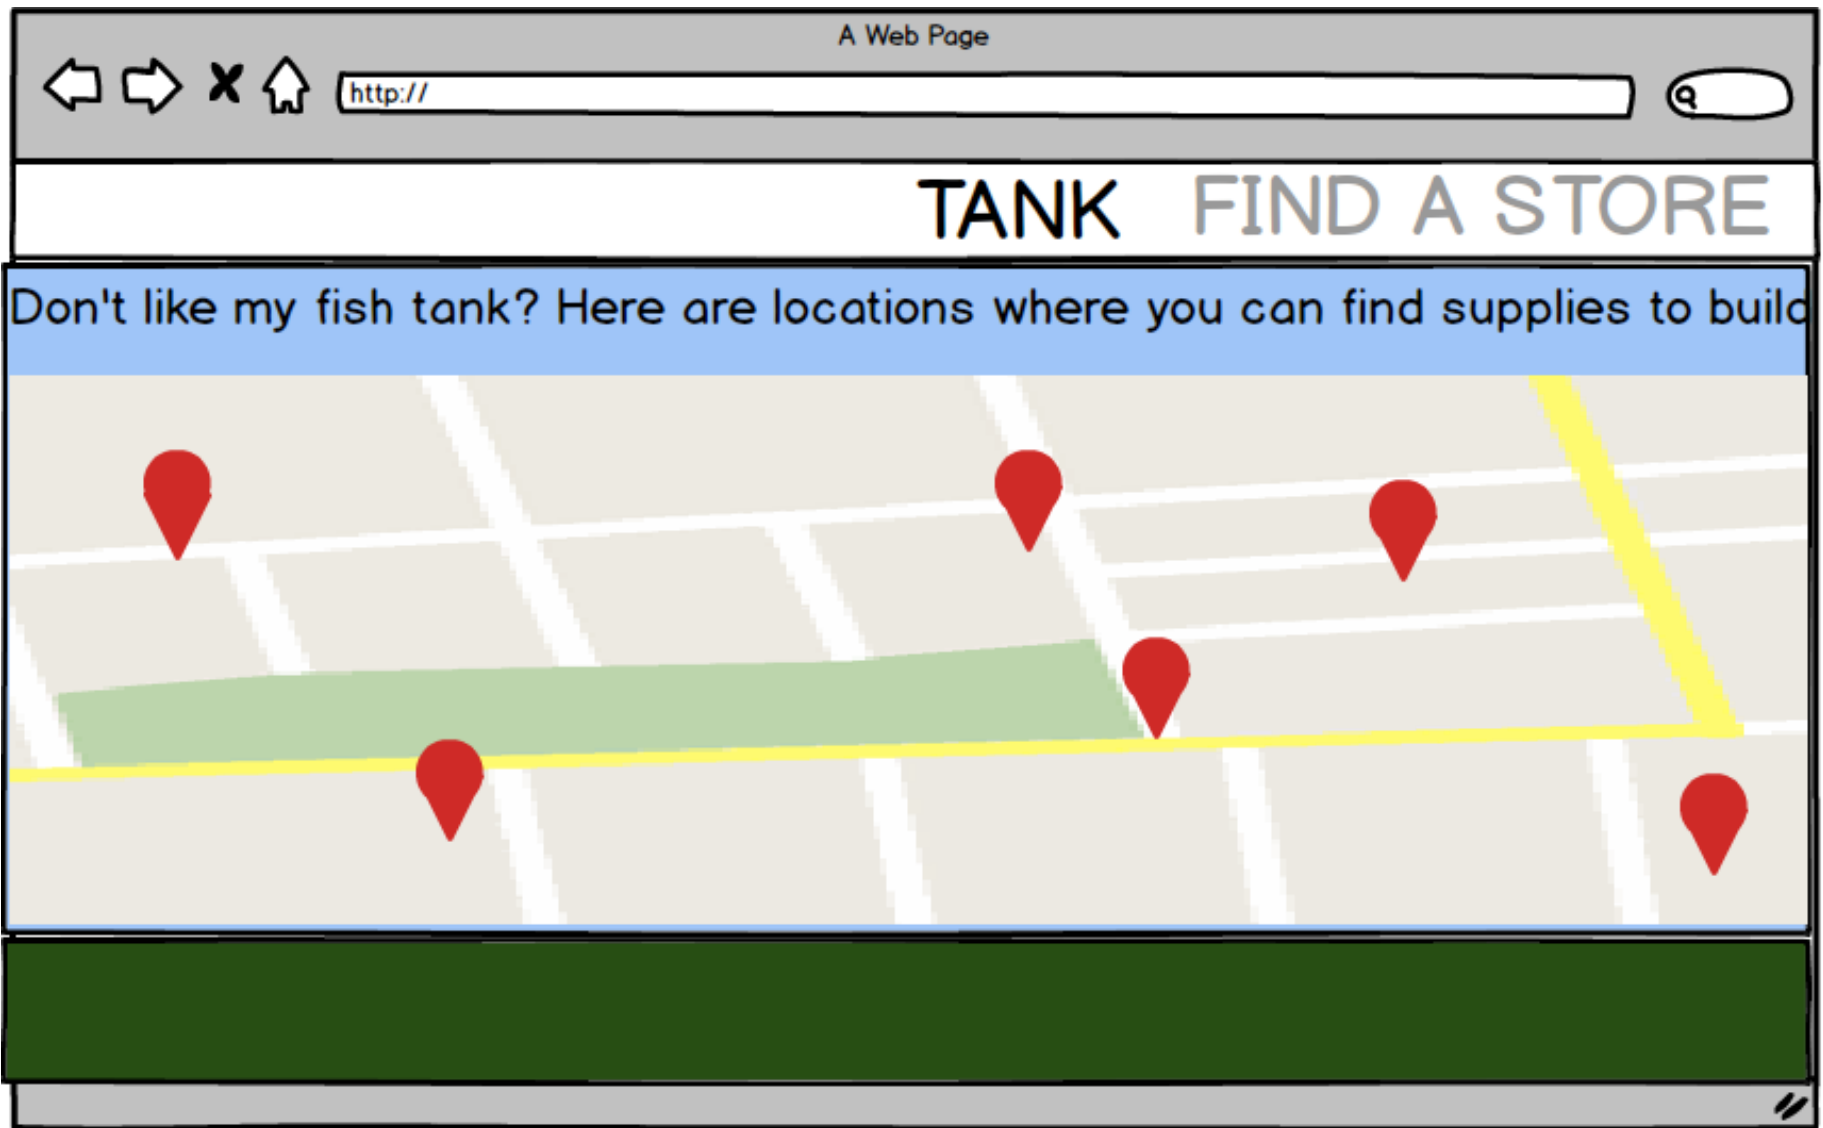 A Web Page
http://
TANK FIND A STORE
Don't like my fish tank? Here are locations where you can find supplies to build